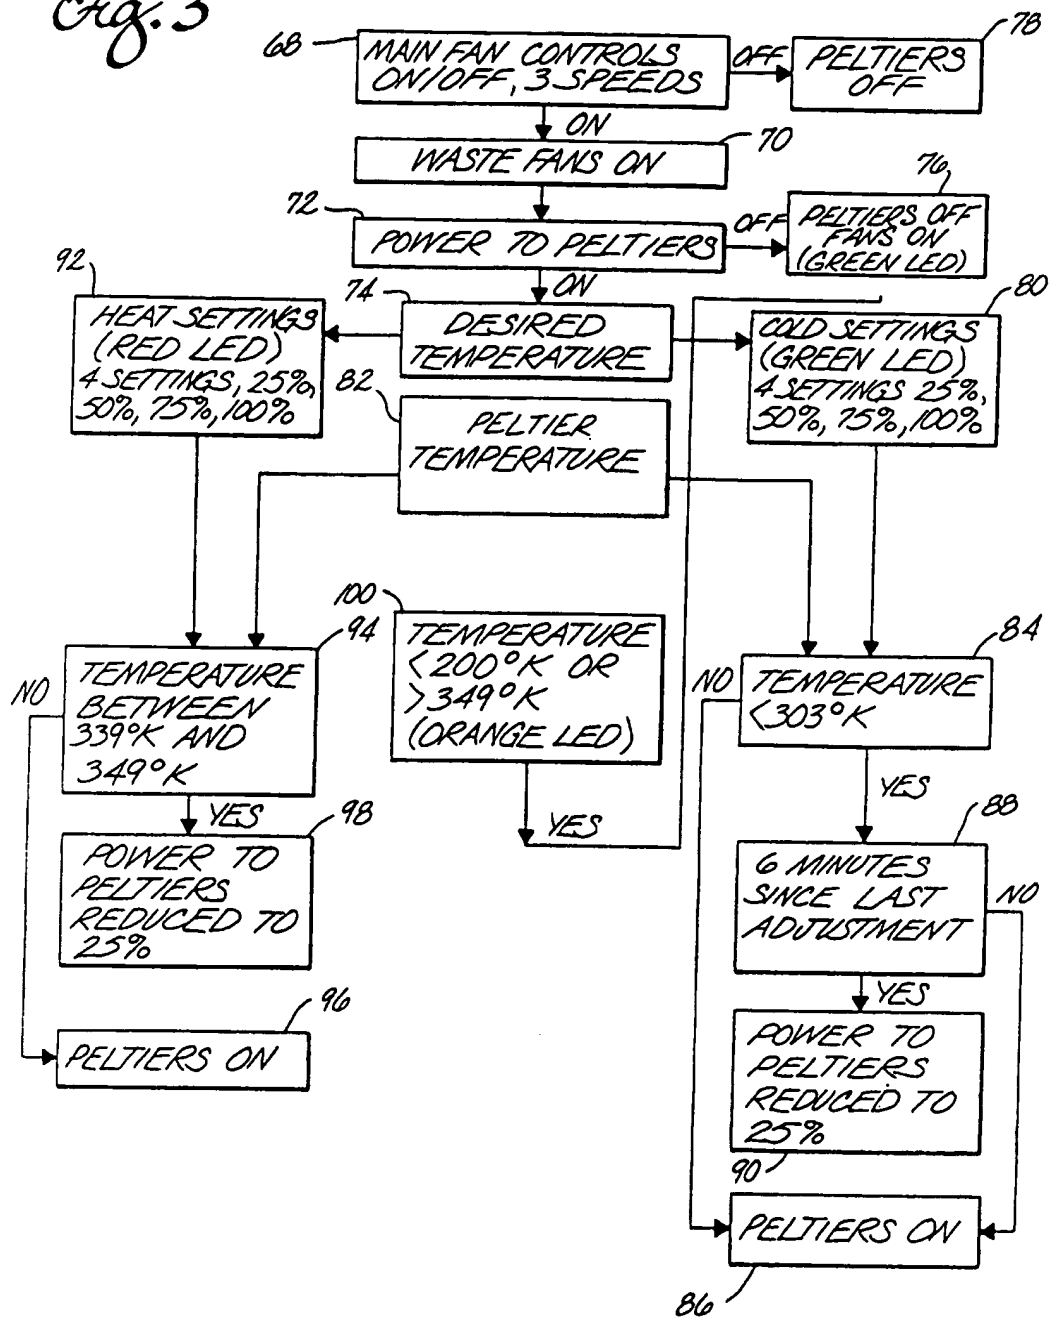 Fig. 3
68
MAIN FAN CONTROLS
ON/OFF, 3 SPEEDS
OFF
78
PELTIERS
OFF
ON
70
WASTE FANS ON
72
POWER TO PELTIERS
OFF
76
PELTIERS OFF
FANS ON
(GREEN LED)
ON
92
HEAT SETTINGS
(RED LED)
4 SETTINGS, 25%,
50%, 75%, 100%
74
DESIRED
TEMPERATURE
80
COLD SETTINGS
(GREEN LED)
4 SETTINGS 25%,
50%, 75%, 100%
82
PELTIER
TEMPERATURE
94
TEMPERATURE
BETWEEN
339°K AND
349°K
NO
YES
100
TEMPERATURE
<200°K OR
>349°K
(ORANGE LED)
YES
84
TEMPERATURE
<303°K
NO
YES
98
POWER TO
PELTIERS
REDUCED TO
25%
88
6 MINUTES
SINCE LAST
ADJUSTMENT
NO
YES
96
PELTIERS ON
POWER TO
PELTIERS
REDUCED TO
25%
90
PELTIERS ON
86